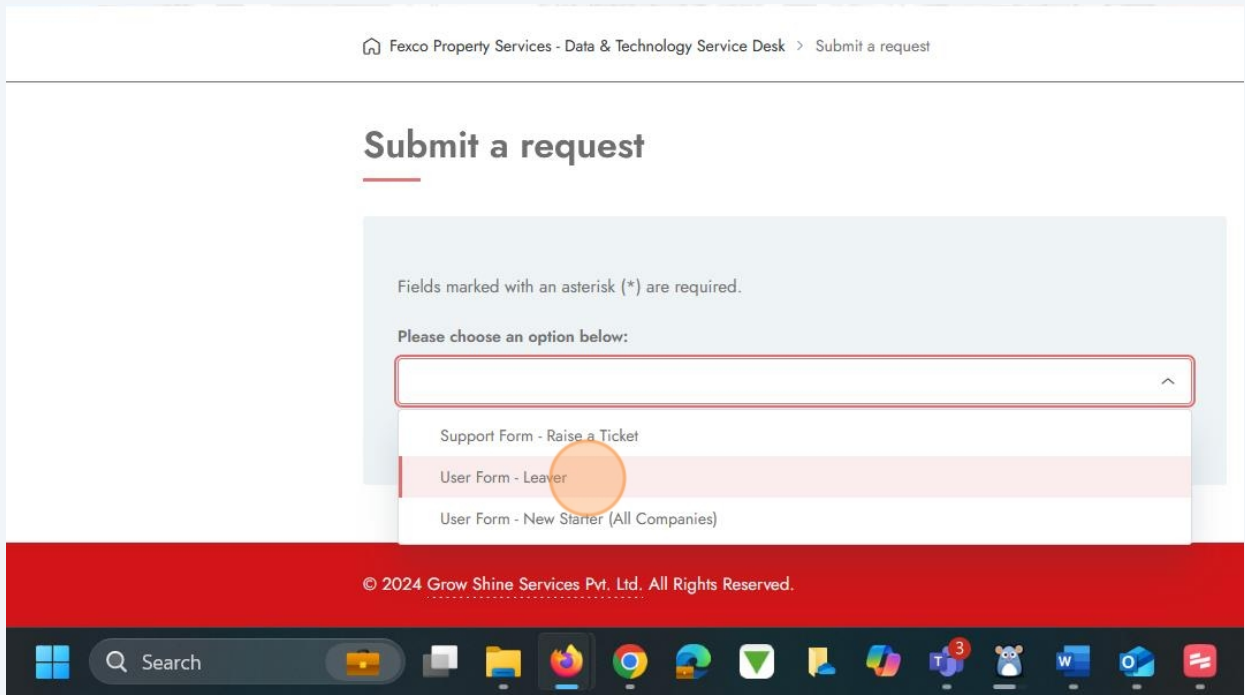 Fexco Property Services - Data & Technology Service Desk > Submit a request
Submit a request
Fields marked with an asterisk (*) are required.
Please choose an option below:
Support Form - Raise a Ticket
User Form - Leaver
User Form - New Starter (All Companies)
© 2024 Grow Shine Services Pvt. Ltd. All Rights Reserved.
Search
T
3
W
O